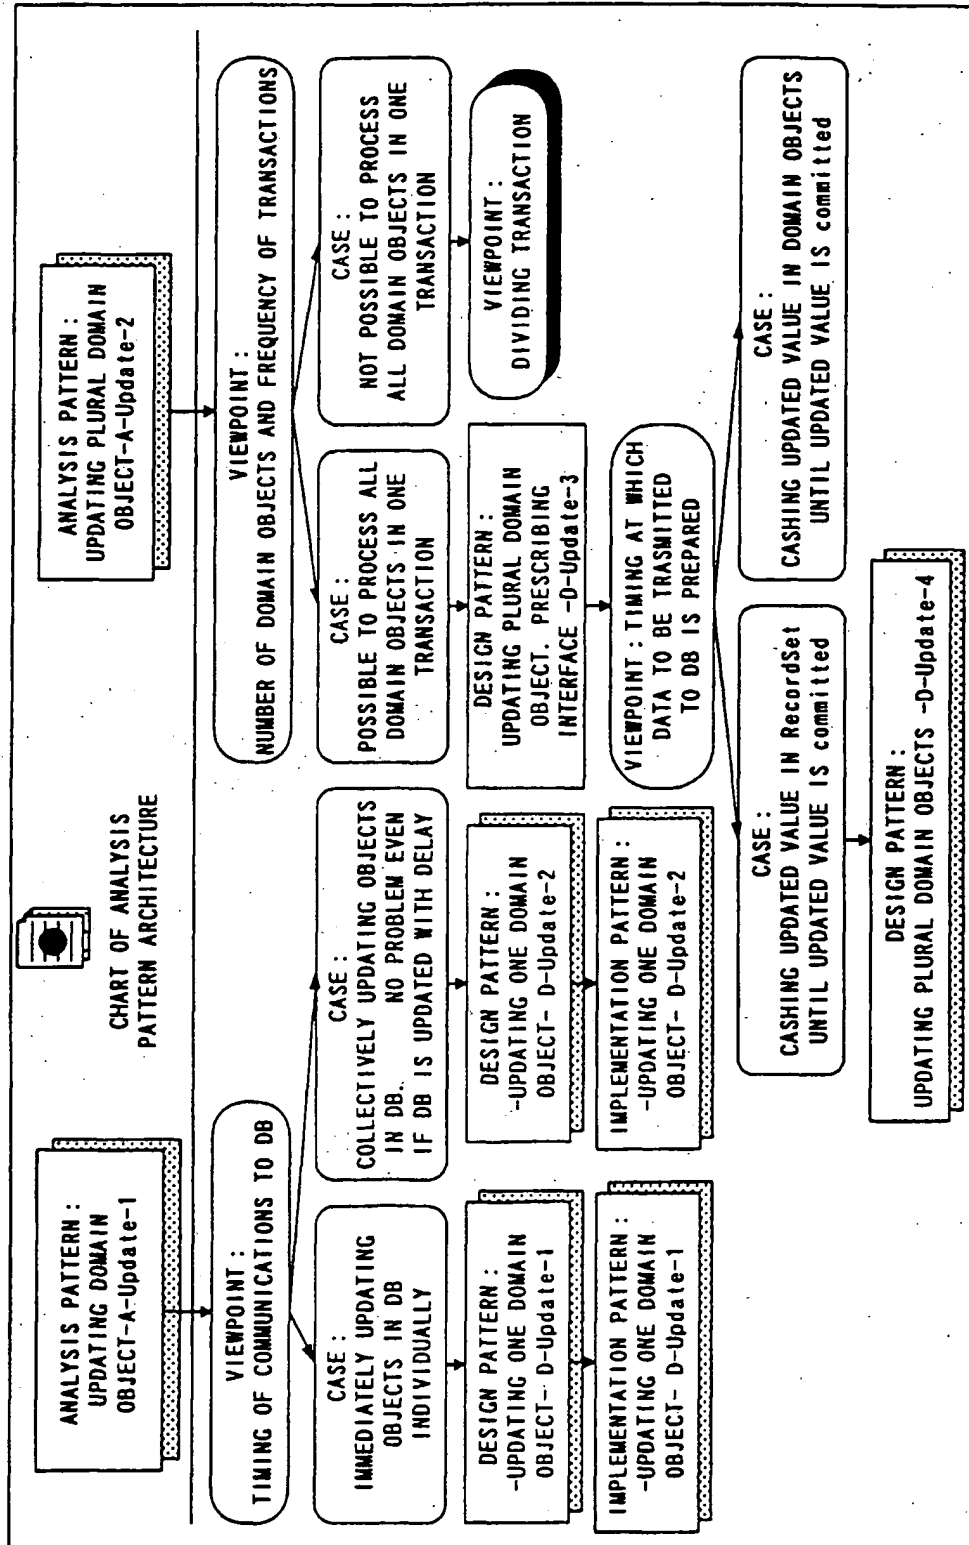 CHART OF ANALYSIS
PATTERN ARCHITECTURE
ANALYSIS PATTERN:
UPDATING DOMAIN
OBJECT-A-Update-1
VIEWPOINT:
TIMING OF COMMUNICATIONS TO DB
CASE:
IMMEDIATELY UPDATING
OBJECTS IN DB
INDIVIDUALLY
DESIGN PATTERN:
-UPDATING ONE DOMAIN
OBJECT- D-Update-1
IMPLEMENTATION PATTERN:
-UPDATING ONE DOMAIN
OBJECT- D-Update-1
CASE:
COLLECTIVELY UPDATING OBJECTS
IN DB. NO PROBLEM EVEN
IF DB IS UPDATED WITH DELAY
DESIGN PATTERN:
-UPDATING ONE DOMAIN
OBJECT- D-Update-2
IMPLEMENTATION PATTERN:
-UPDATING ONE DOMAIN
OBJECT- D-Update-2
ANALYSIS PATTERN:
UPDATING PLURAL DOMAIN
OBJECT-A-Update-2
VIEWPOINT:
NUMBER OF DOMAIN OBJECTS AND FREQUENCY OF TRANSACTIONS
CASE:
POSSIBLE TO PROCESS ALL
DOMAIN OBJECTS IN ONE
TRANSACTION
DESIGN PATTERN:
UPDATING PLURAL DOMAIN
OBJECT. PRESCRIBING
INTERFACE -D-Update-3
VIEWPOINT: TIMING AT WHICH
DATA TO BE TRASMITTED
TO DB IS PREPARED
CASE:
CASHING UPDATED VALUE IN RecordSet
UNTIL UPDATED VALUE IS committed
DESIGN PATTERN:
UPDATING PLURAL DOMAIN OBJECTS -D-Update-4
CASE:
CASHING UPDATED VALUE IN DOMAIN OBJECTS
UNTIL UPDATED VALUE IS committed
CASE:
NOT POSSIBLE TO PROCESS
ALL DOMAIN OBJECTS IN ONE
TRANSACTION
VIEWPOINT:
DIVIDING TRANSACTION